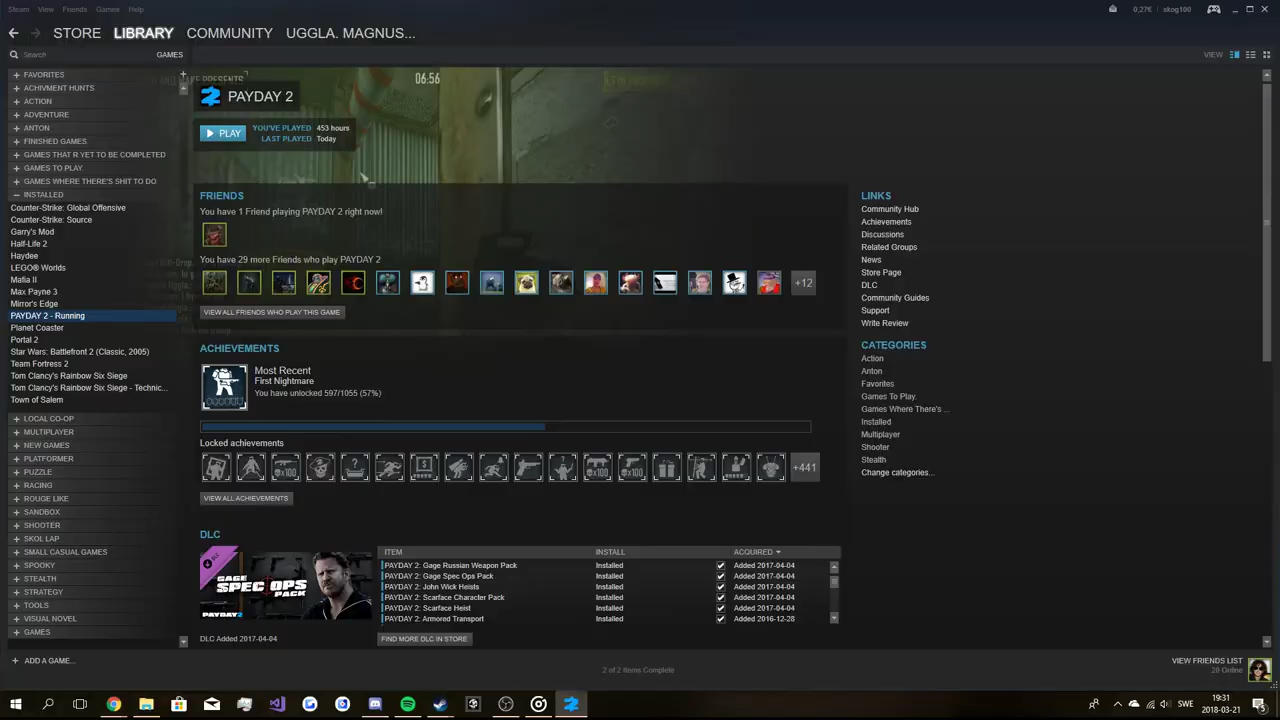 Steam View Friends Games Help
0,27€ skog100
STORE LIBRARY COMMUNITY UGGLA. MAGNUS...
Search GAMES
VIEW
FAVORITES
ACHIVMENT HUNTS
ACTION
ADVENTURE
ANTON
FINISHED GAMES
GAMES THAT R YET TO BE COMPLETED
GAMES TO PLAY.
GAMES WHERE THERE'S SHIT TO DO
INSTALLED
Counter-Strike: Global Offensive
Counter-Strike: Source
Garry's Mod
Half-Life 2
Haydee
LEGO® Worlds
Mafia II
Max Payne 3
Mirror's Edge
PAYDAY 2 - Running
Planet Coaster
Portal 2
Star Wars: Battlefront 2 (Classic, 2005)
Team Fortress 2
Tom Clancy's Rainbow Six Siege
Tom Clancy's Rainbow Six Siege - Technic...
Town of Salem
LOCAL CO-OP
MULTIPLAYER
NEW GAMES
PLATFORMER
PUZZLE
RACING
ROUGE LIKE
SANDBOX
SHOOTER
SKOL LAP
SMALL CASUAL GAMES
SPOOKY
STEALTH
STRATEGY
TOOLS
VISUAL NOVEL
GAMES
ADD A GAME...
PRESENTS
06:56
PAYDAY 2
PLAY
YOU'VE PLAYED 453 hours
LAST PLAYED Today
FRIENDS
You have 1 Friend playing PAYDAY 2 right now!
You have 29 more Friends who play PAYDAY 2
+12
VIEW ALL FRIENDS WHO PLAY THIS GAME
ACHIEVEMENTS
Most Recent
First Nightmare
You have unlocked 597/1055 (57%)
Locked achievements
x100 x100 x100
+441
VIEW ALL ACHIEVEMENTS
DLC
GAGE
SPEC OPS
PACK
PAYDAY 2
DLC Added 2017-04-04
ITEM INSTALL ACQUIRED
PAYDAY 2: Gage Russian Weapon Pack Installed Added 2017-04-04
PAYDAY 2: Gage Spec Ops Pack Installed Added 2017-04-04
PAYDAY 2: John Wick Heists Installed Added 2017-04-04
PAYDAY 2: Scarface Character Pack Installed Added 2017-04-04
PAYDAY 2: Scarface Heist Installed Added 2017-04-04
PAYDAY 2: Armored Transport Installed Added 2016-12-28
FIND MORE DLC IN STORE
LINKS
Community Hub
Achievements
Discussions
Related Groups
News
Store Page
DLC
Community Guides
Support
Write Review
CATEGORIES
Action
Anton
Favorites
Games To Play.
Games Where There's ...
Installed
Multiplayer
Shooter
Stealth
Change categories...
2 of 2 Items Complete
VIEW FRIENDS LIST
20 Online
SWE
19:31
2018-03-21